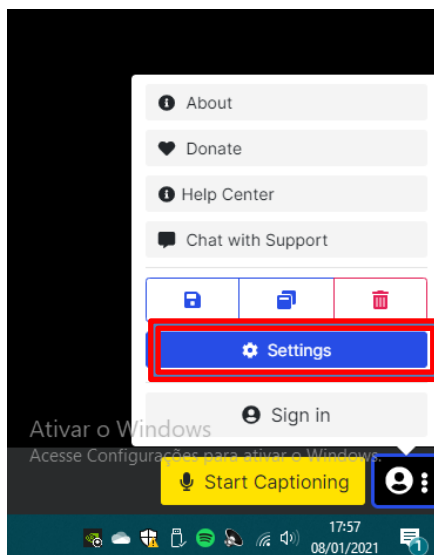 About
Donate
Help Center
Chat with Support
Settings
Sign in
Ativar o Windows
Acesse Configurações para ativar o Windows.
Start Captioning
17:57
08/01/2021
1